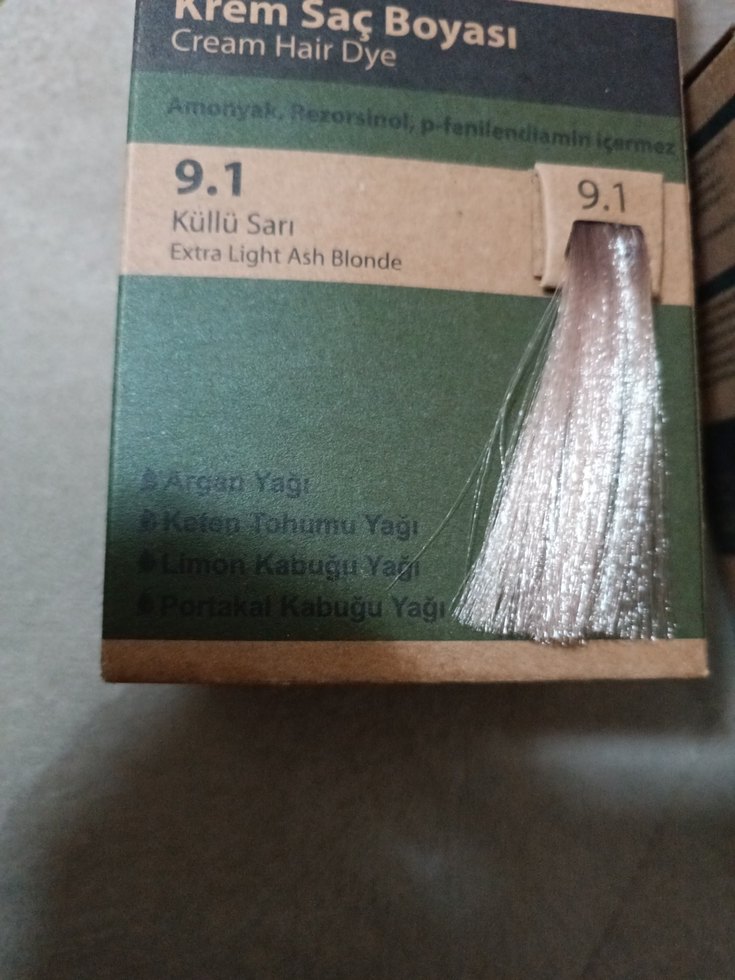 Krem Saç Boyası
Cream Hair Dye
Amonyak, Rezorsinol, p-fenilendiamin içermez
9.1
9.1
Küllü Sarı
Extra Light Ash Blonde
Argan Yağı
Keten Tohumu Yağı
Limon Kabuğu Yağı
Portakal Kabuğu Yağı